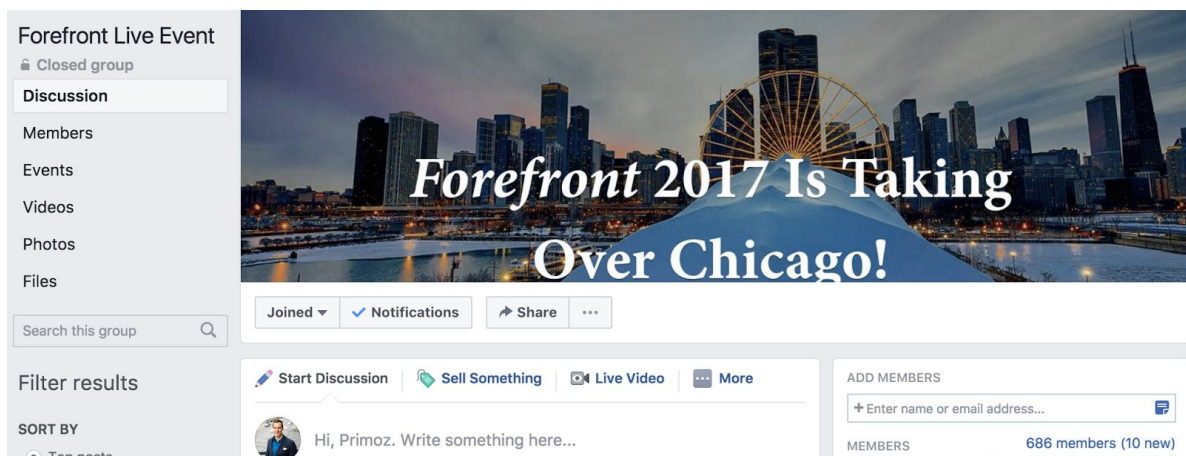 Forefront Live Event
Closed group
Discussion
Members
Events
Videos
Photos
Files
Search this group
Filter results
SORT BY
Top posts
Forefront 2017 Is Taking
Over Chicago!
Joined
Notifications
Share
Start Discussion
Sell Something
Live Video
More
Hi, Primoz. Write something here...
ADD MEMBERS
+ Enter name or email address...
MEMBERS 686 members (10 new)